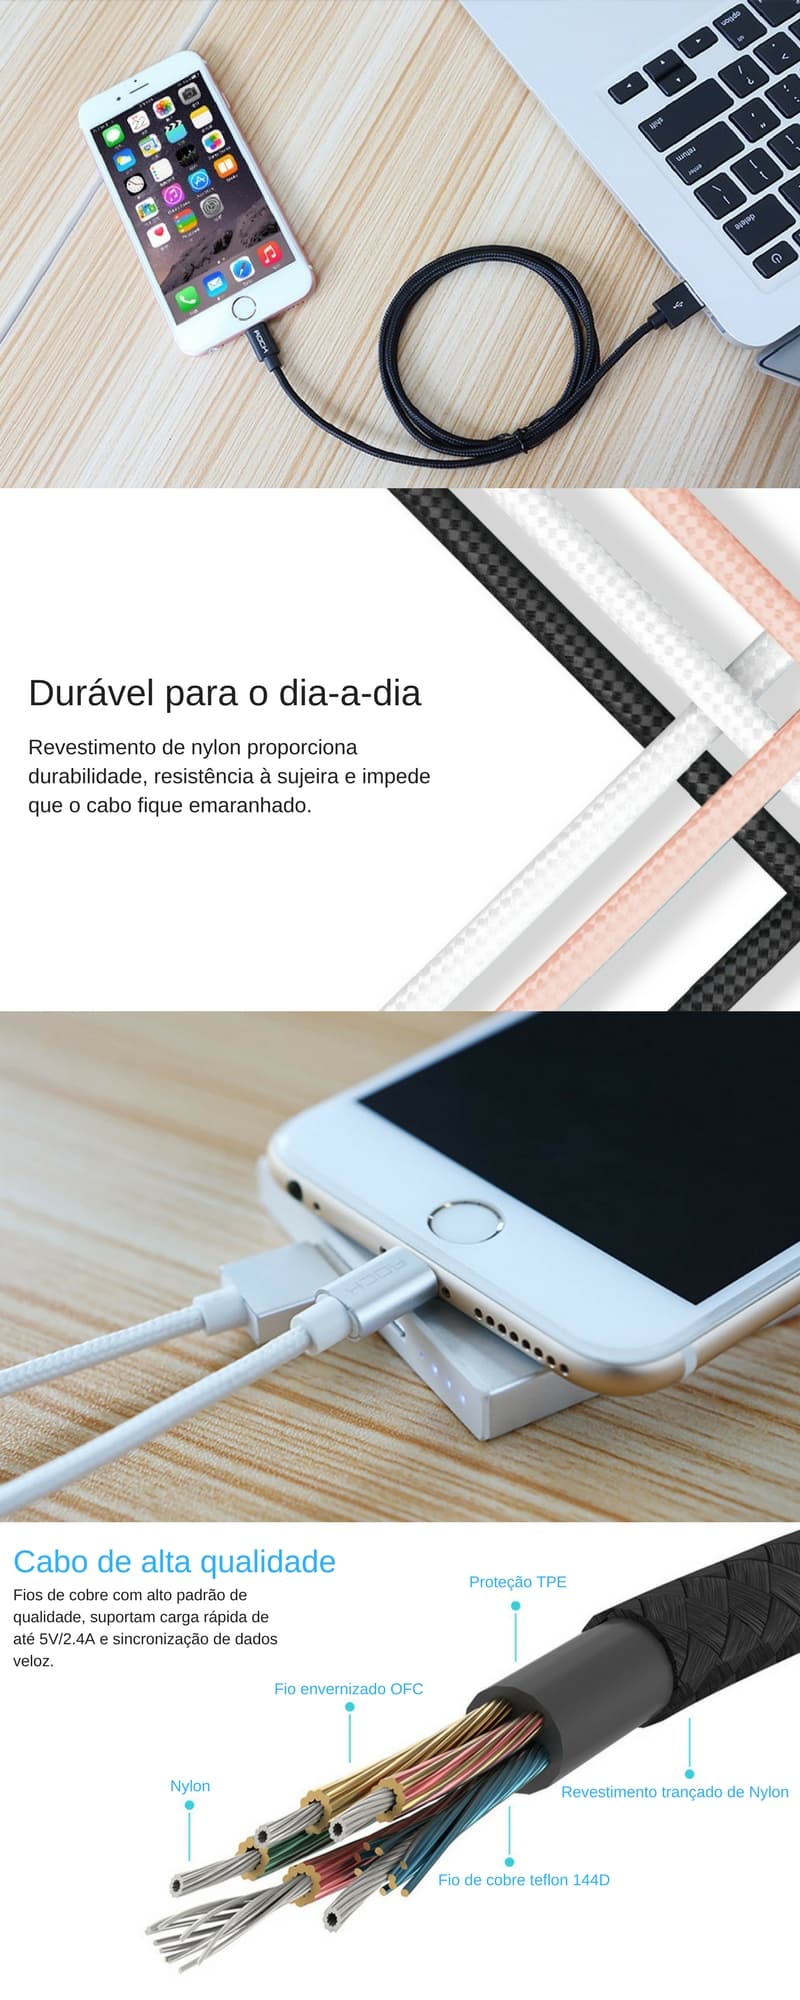 shift
return
enter
delete
ROCK
Durável para o dia-a-dia
Revestimento de nylon proporciona
durabilidade, resistência à sujeira e impede
que o cabo fique emaranhado.
ROCK
Cabo de alta qualidade
Fios de cobre com alto padrão de
qualidade, suportam carga rápida de
até 5V/2.4A e sincronização de dados
veloz.
Proteção TPE
Fio envernizado OFC
Nylon
Revestimento trançado de Nylon
Fio de cobre teflon 144D